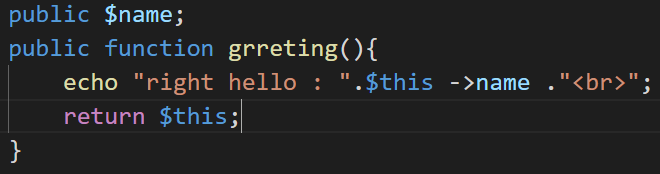 public $name;
public function grreting(){
    echo "right hello : ".$this ->name ."<br>";
    return $this;
}